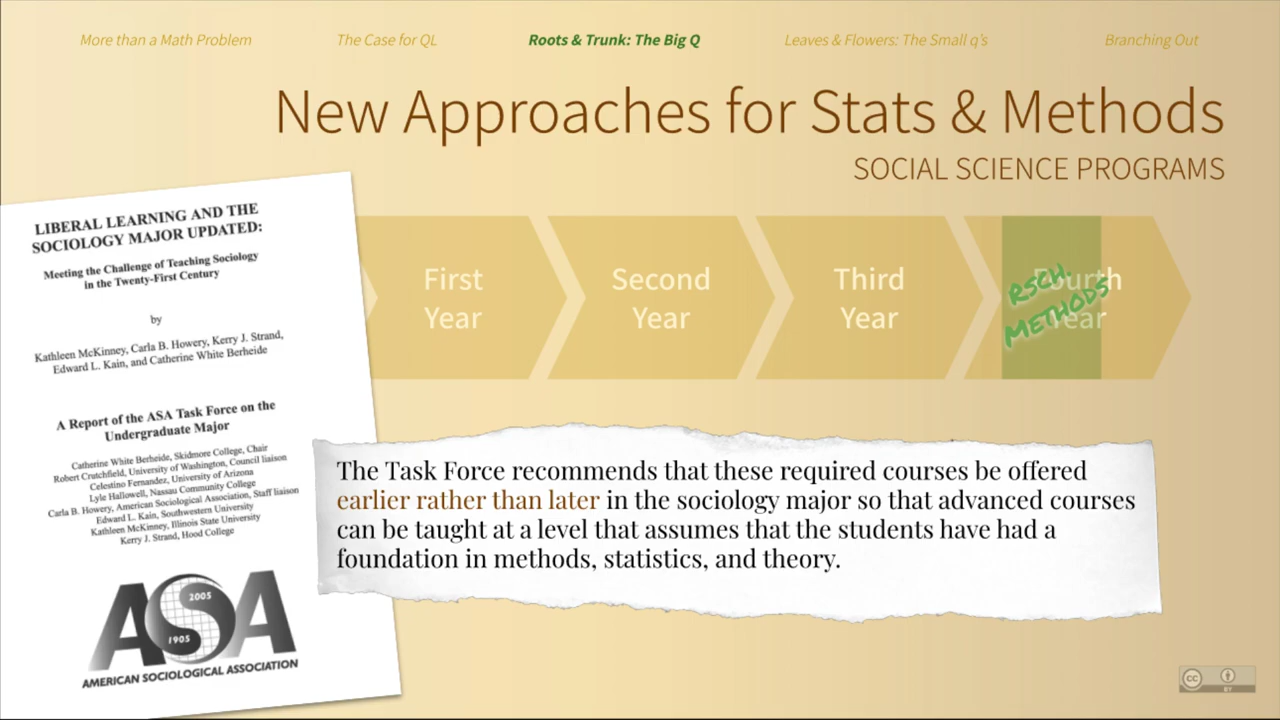 More than a Math Problem
The Case for QL
Roots & Trunk: The Big Q
Leaves & Flowers: The Small q's
Branching Out
New Approaches for Stats & Methods
SOCIAL SCIENCE PROGRAMS
LIBERAL LEARNING AND THE
SOCIOLOGY MAJOR UPDATED:
Meeting the Challenge of Teaching Sociology
in the Twenty-First Century
by
Kathleen McKinney, Carla B. Howery, Kerry J. Strand,
Edward L. Kain, and Catherine White Berheide
A Report of the ASA Task Force on the
Undergraduate Major
Catherine White Berheide, Skidmore College, Chair
Robert Crutchfield, University of Washington, Council liaison
Celestino Fernandez, University of Arizona
Lyle Hallowell, Nassau Community College
Carla B. Howery, American Sociological Association, Staff liaison
Edward L. Kain, Southwestern University
Kathleen McKinney, Illinois State University
Kerry J. Strand, Hood College
ASA
2005
1905
AMERICAN SOCIOLOGICAL ASSOCIATION
First
Year
Second
Year
Third
Year
Fourth
Year
RSCH.
METHODS
The Task Force recommends that these required courses be offered
earlier rather than later in the sociology major so that advanced courses
can be taught at a level that assumes that the students have had a
foundation in methods, statistics, and theory.
cc
BY